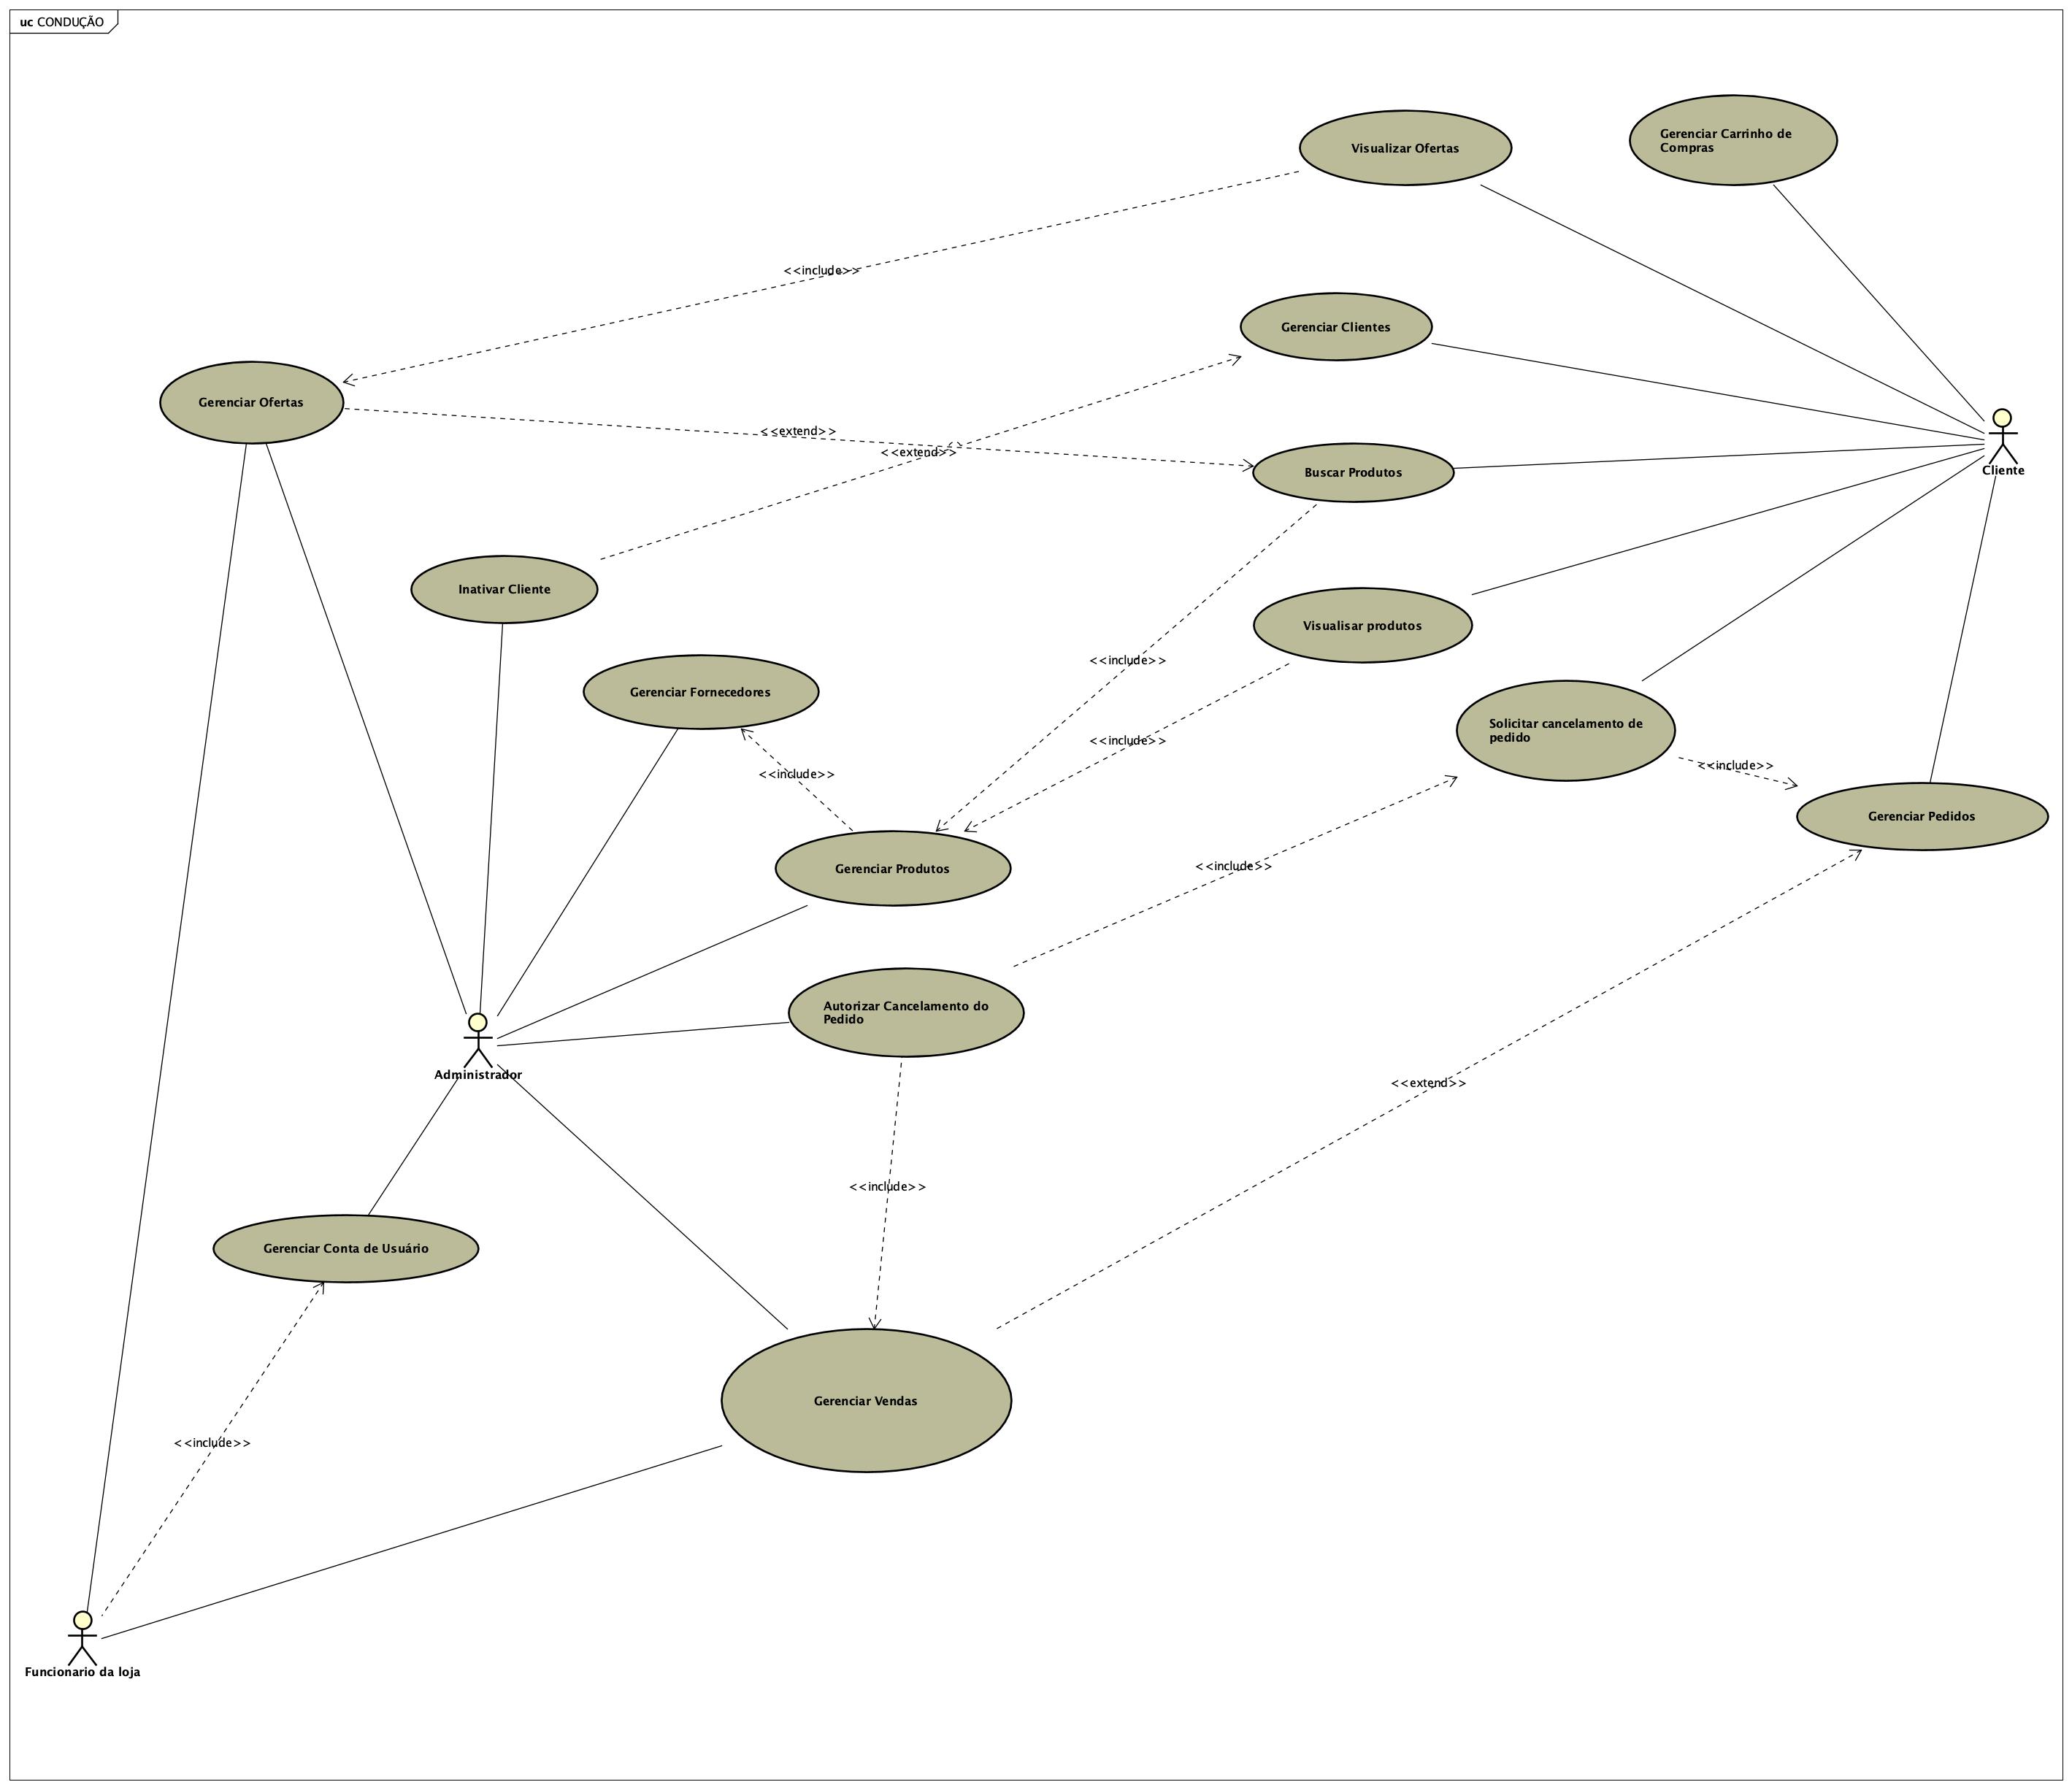 uc CONDUÇÃO
Gerenciar Carrinho de
Compras
Visualizar Ofertas
<<include>>
Gerenciar Clientes
Gerenciar Ofertas
<<extend>>
<<extend>>
Buscar Produtos
Cliente
Inativar Cliente
Visualisar produtos
<<include>>
Gerenciar Fornecedores
Solicitar cancelamento de
pedido
<<include>>
<<include>>
<<include>>
Gerenciar Pedidos
Gerenciar Produtos
<<include>>
Autorizar Cancelamento do
Pedido
Administrador
<<extend>>
<<include>>
Gerenciar Conta de Usuário
Gerenciar Vendas
<<include>>
Funcionario da loja